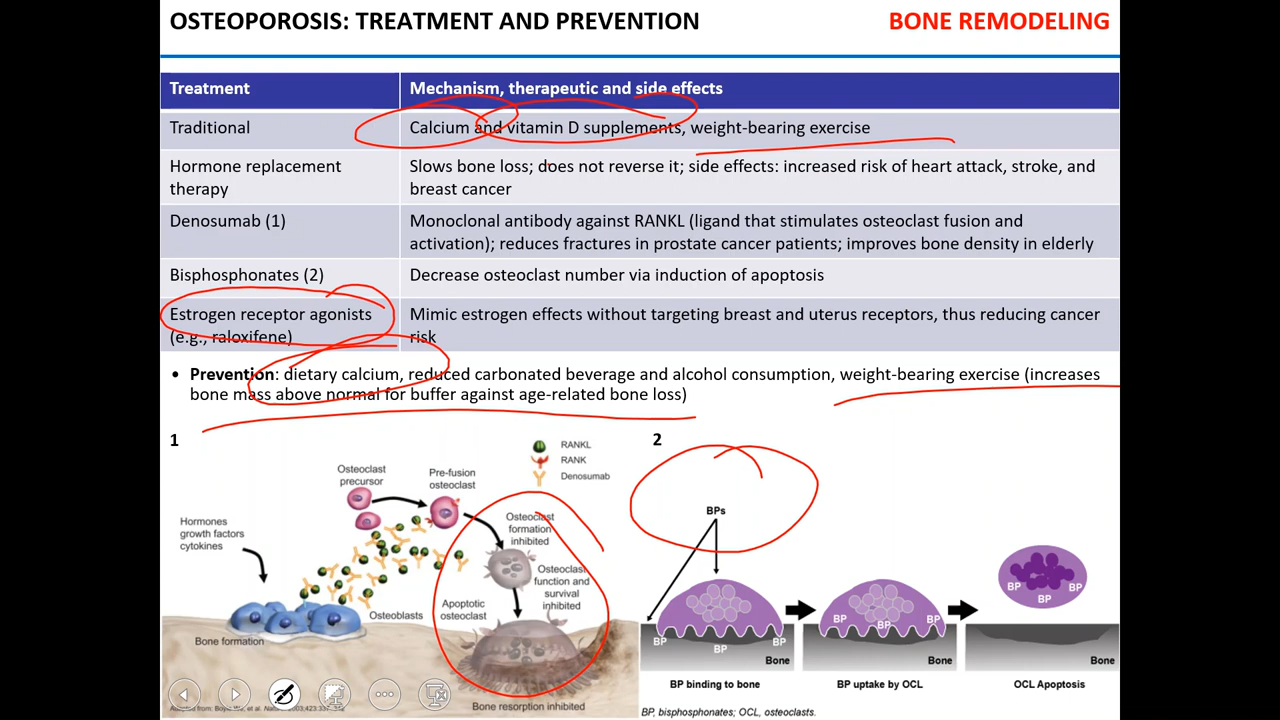 OSTEOPOROSIS: TREATMENT AND PREVENTION
BONE REMODELING
Treatment
Mechanism, therapeutic and side effects
Traditional
Calcium and vitamin D supplements, weight-bearing exercise
Hormone replacement
therapy
Slows bone loss; does not reverse it; side effects: increased risk of heart attack, stroke, and
breast cancer
Denosumab (1)
Monoclonal antibody against RANKL (ligand that stimulates osteoclast fusion and
activation); reduces fractures in prostate cancer patients; improves bone density in elderly
Bisphosphonates (2)
Decrease osteoclast number via induction of apoptosis
Estrogen receptor agonists
(e.g., raloxifene)
Mimic estrogen effects without targeting breast and uterus receptors, thus reducing cancer
risk
• Prevention: dietary calcium, reduced carbonated beverage and alcohol consumption, weight-bearing exercise (increases
bone mass above normal for buffer against age-related bone loss)
1
RANKL
RANK
Denosumab
Osteoclast
precursor
Pre-fusion
osteoclast
Hormones
growth factors
cytokines
Osteoclast
formation
inhibited
Osteoclast
function and
survival
inhibited
Apoptotic
osteoclast
Osteoblasts
Bone formation
Bone resorption inhibited
Adapted from: Boyle
2
BPs
BP
BP
BP
Bone
BP binding to bone
BP
BP
BP
Bone
BP uptake by OCL
BP
BP
BP
Bone
OCL Apoptosis
BP, bisphosphonates; OCL, osteoclasts.